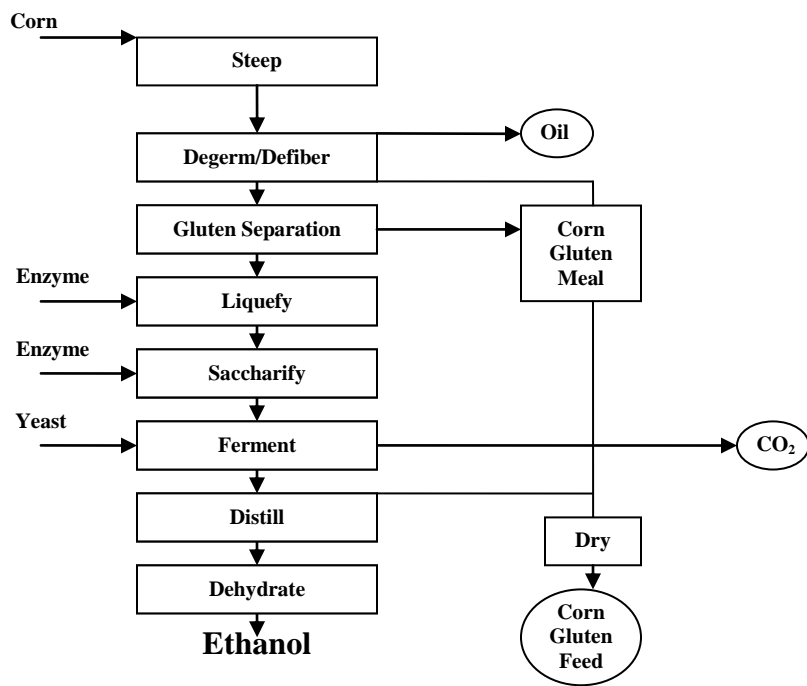 Corn
Steep
Oil
Degerm/Defiber
Gluten Separation
Corn
Gluten
Meal
Enzyme
Liquefy
Enzyme
Saccharify
Yeast
Ferment
CO₂
Distill
Dry
Dehydrate
Ethanol
Corn
Gluten
Feed